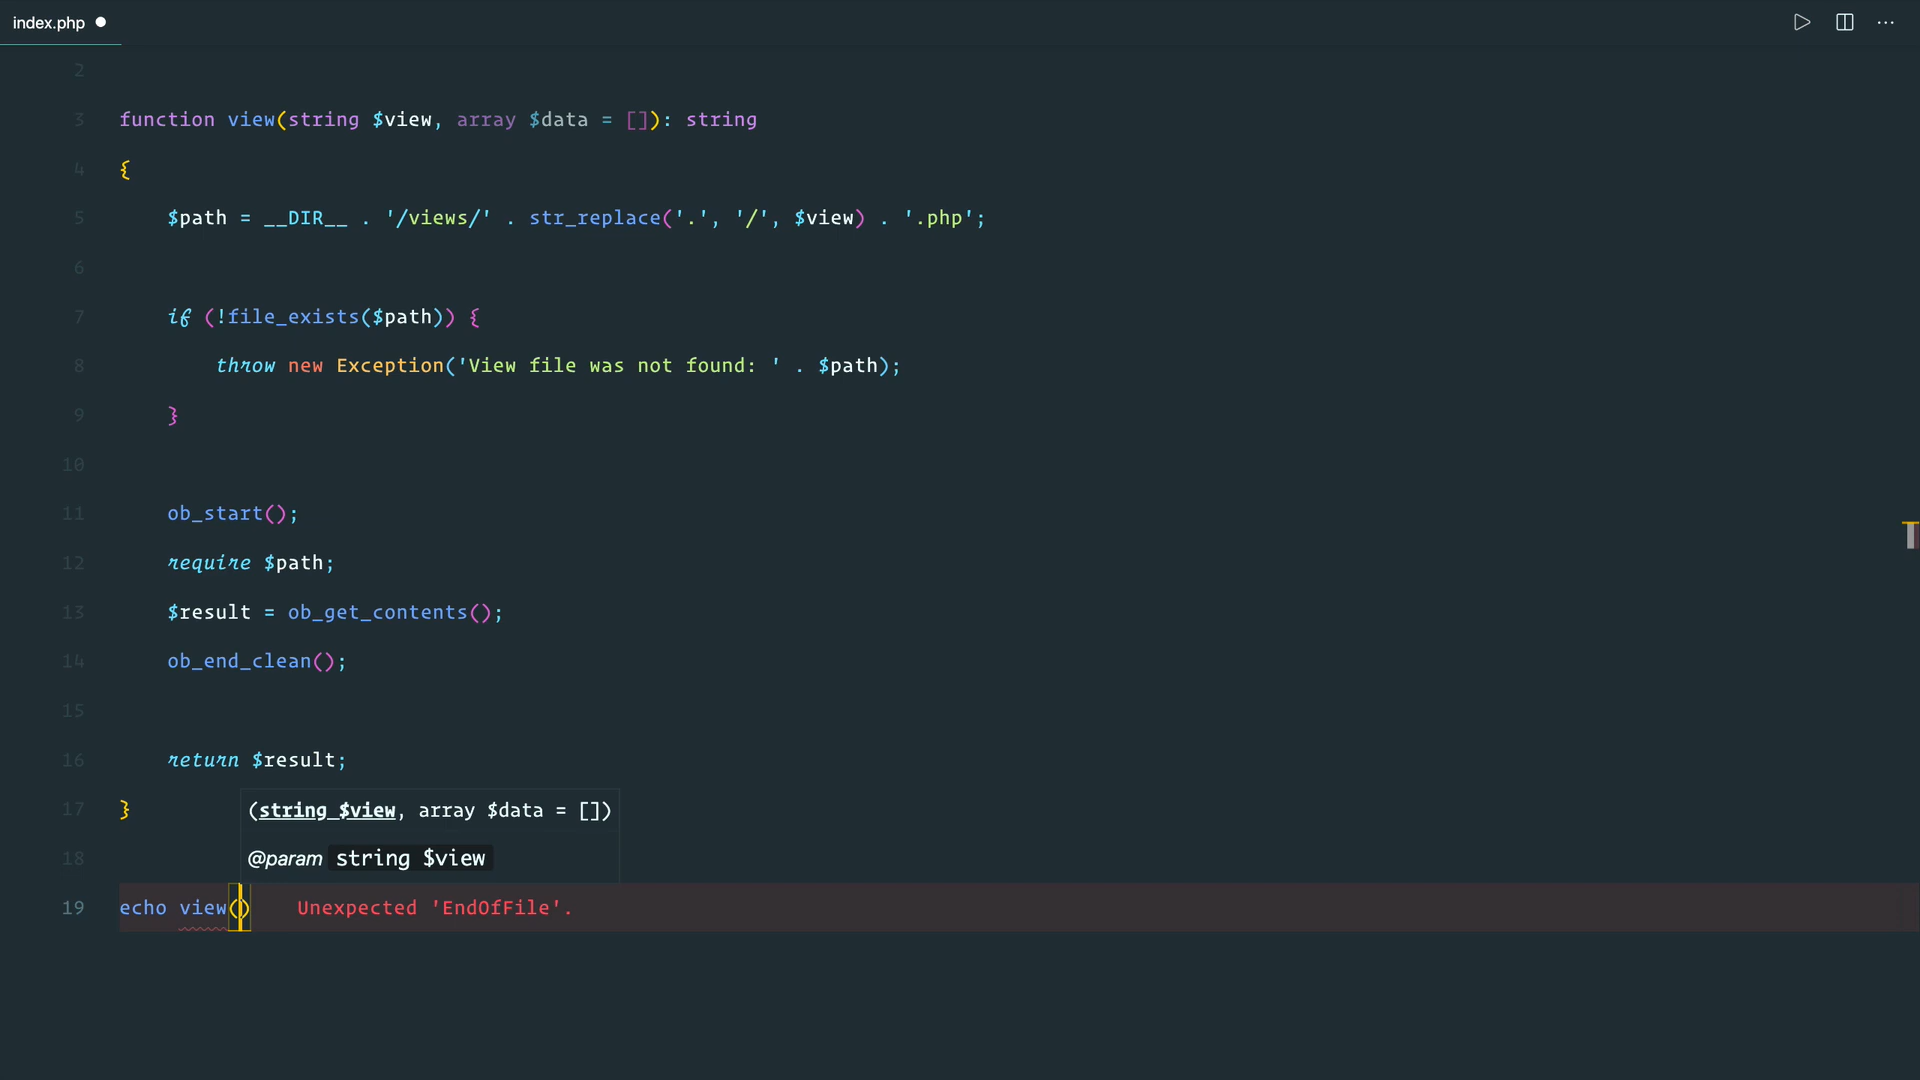 index.php
2
3 function view(string $view, array $data = []): string
4 {
5 $path = __DIR__ . '/views/' . str_replace('.', '/', $view) . '.php';
6
7 if (!file_exists($path)) {
8 throw new Exception('View file was not found: ' . $path);
9 }
10
11 ob_start();
12 require $path;
13 $result = ob_get_contents();
14 ob_end_clean();
15
16 return $result;
17 }
(string $view, array $data = [])
18
@param string $view
19 echo view() Unexpected 'EndOfFile'.